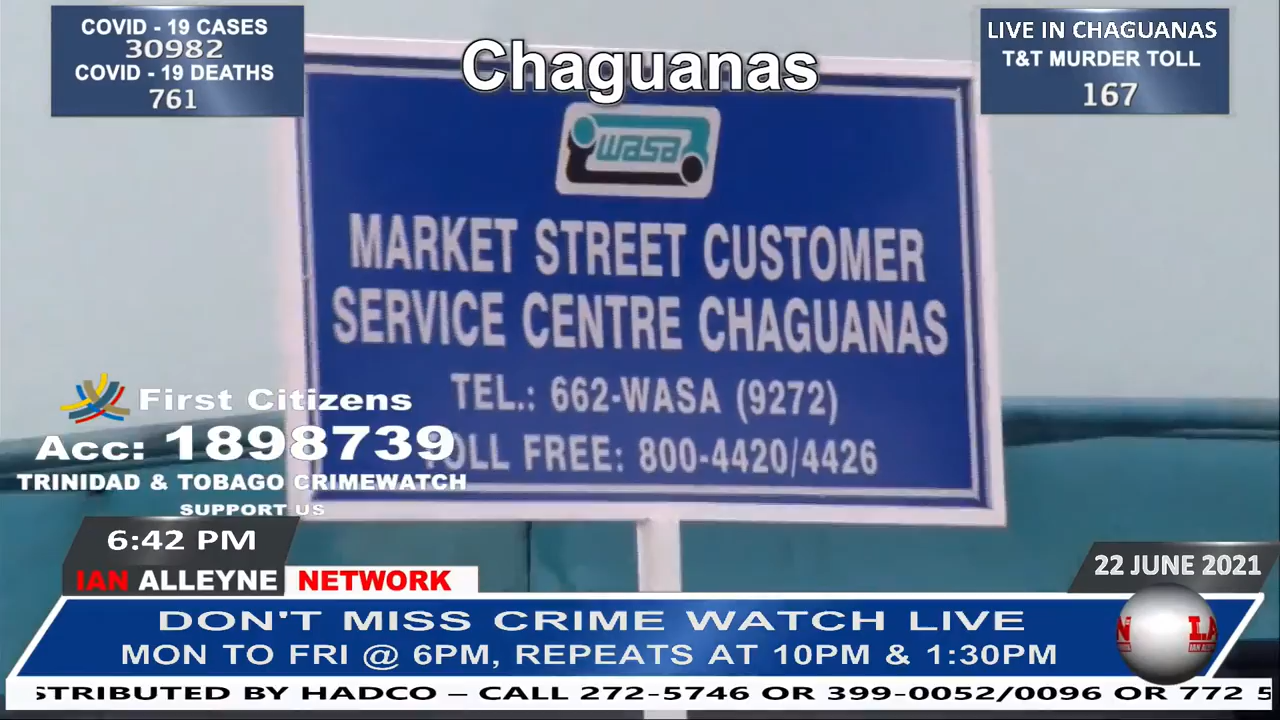 COVID - 19 CASES
30982
COVID - 19 DEATHS
761
Chaguanas
LIVE IN CHAGUANAS
T&T MURDER TOLL
167
wasa
MARKET STREET CUSTOMER
SERVICE CENTRE CHAGUANAS
TEL.: 662-WASA (9272)
TOLL FREE: 800-4420/4426
First Citizens
Acc: 1898739
TRINIDAD & TOBAGO CRIMEWATCH
SUPPORT US
6:42 PM
IAN ALLEYNE NETWORK
22 JUNE 2021
DON'T MISS CRIME WATCH LIVE
MON TO FRI @ 6PM, REPEATS AT 10PM & 1:30PM
STRIBUTED BY HADCO – CALL 272-5746 OR 399-0052/0096 OR 772 5